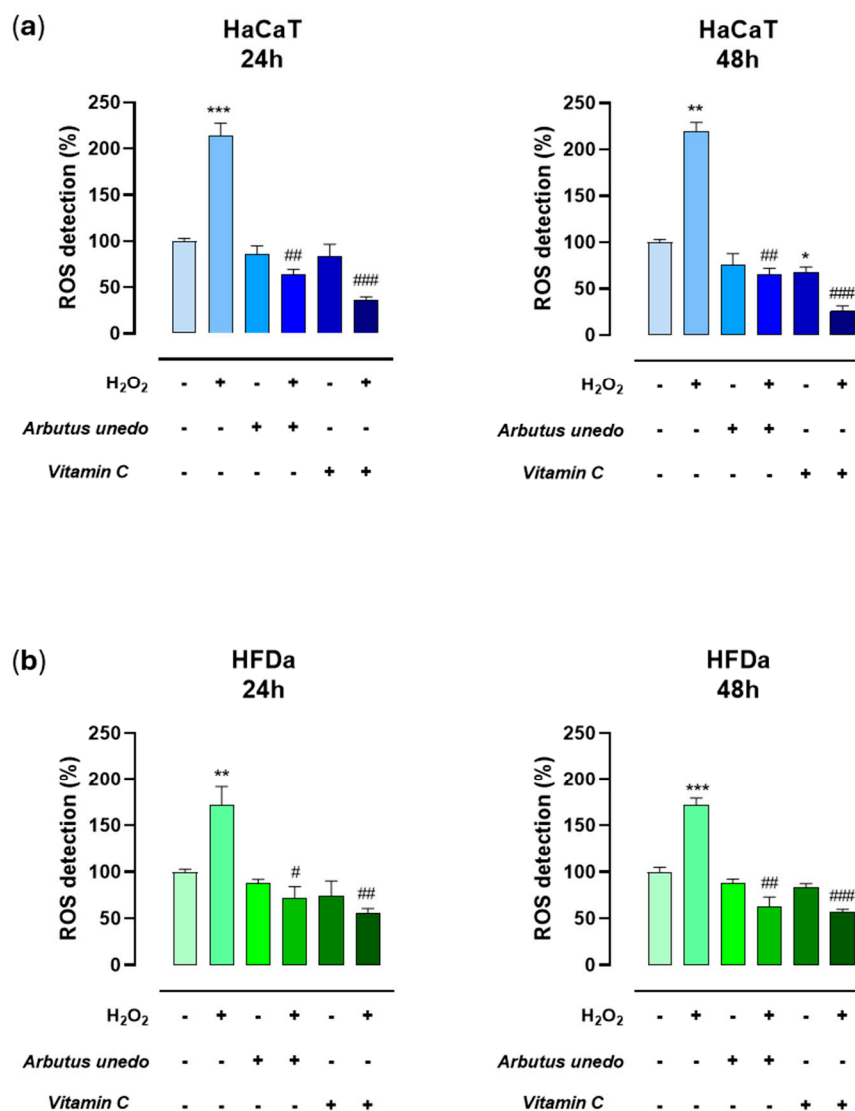 (a)
HaCaT
24h
ROS detection (%)
250
***
200
150
100
##
50
###
0
H₂O₂ - + - + - +
Arbutus unedo - - + + - -
Vitamin C - - - - + +
HaCaT
48h
ROS detection (%)
250
**
200
150
100
##
*
50
###
0
H₂O₂ - + - + - +
Arbutus unedo - - + + - -
Vitamin C - - - - + +
(b)
HFDa
24h
ROS detection (%)
250
200
**
150
100
#
##
50
0
H₂O₂ - + - + - +
Arbutus unedo - - + + - -
Vitamin C - - - - + +
HFDa
48h
ROS detection (%)
250
200
***
150
100
##
###
50
0
H₂O₂ - + - + - +
Arbutus unedo - - + + - -
Vitamin C - - - - + +